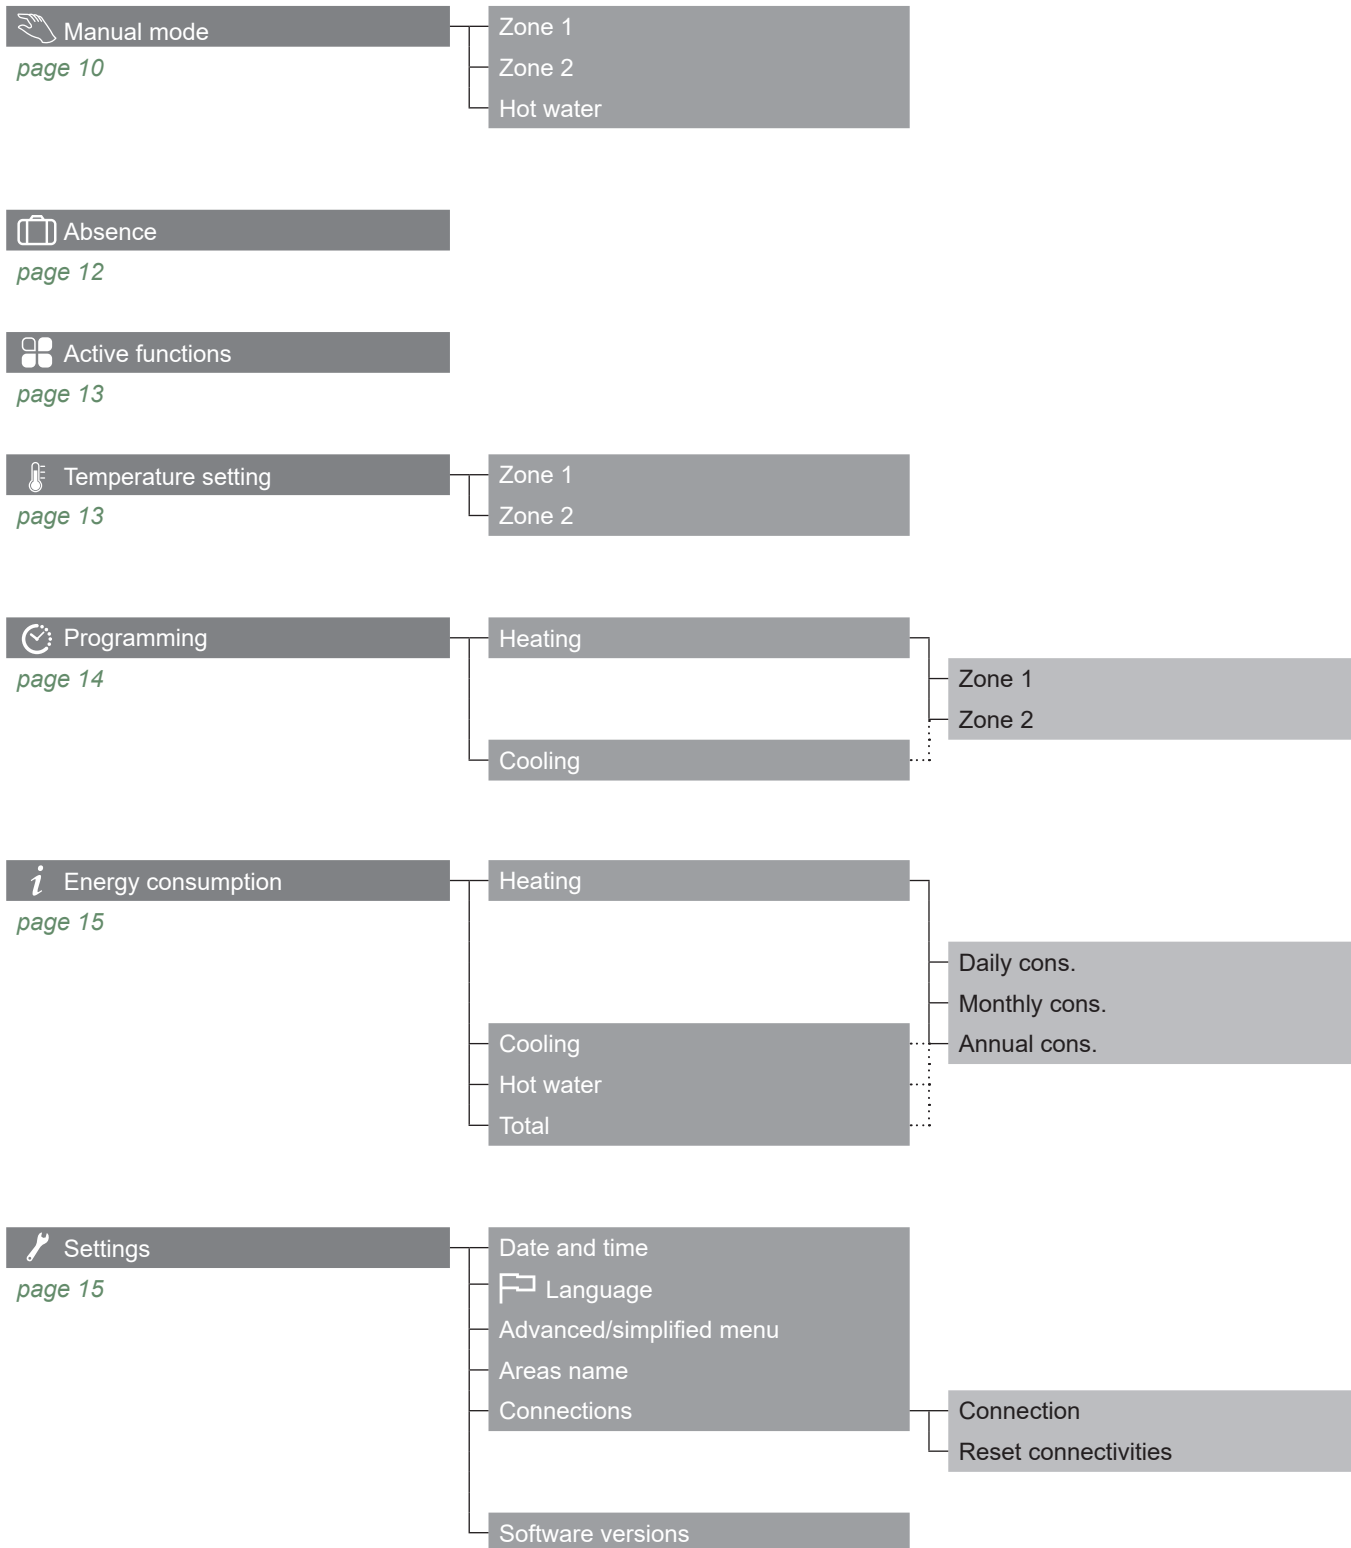 Manual mode
page 10
Zone 1
Zone 2
Hot water
Absence
page 12
Active functions
page 13
Temperature setting
page 13
Zone 1
Zone 2
Programming
page 14
Heating
Zone 1
Zone 2
Cooling
i Energy consumption
page 15
Heating
Daily cons.
Monthly cons.
Annual cons.
Cooling
Hot water
Total
Settings
page 15
Date and time
Language
Advanced/simplified menu
Areas name
Connections
Connection
Reset connectivities
Software versions